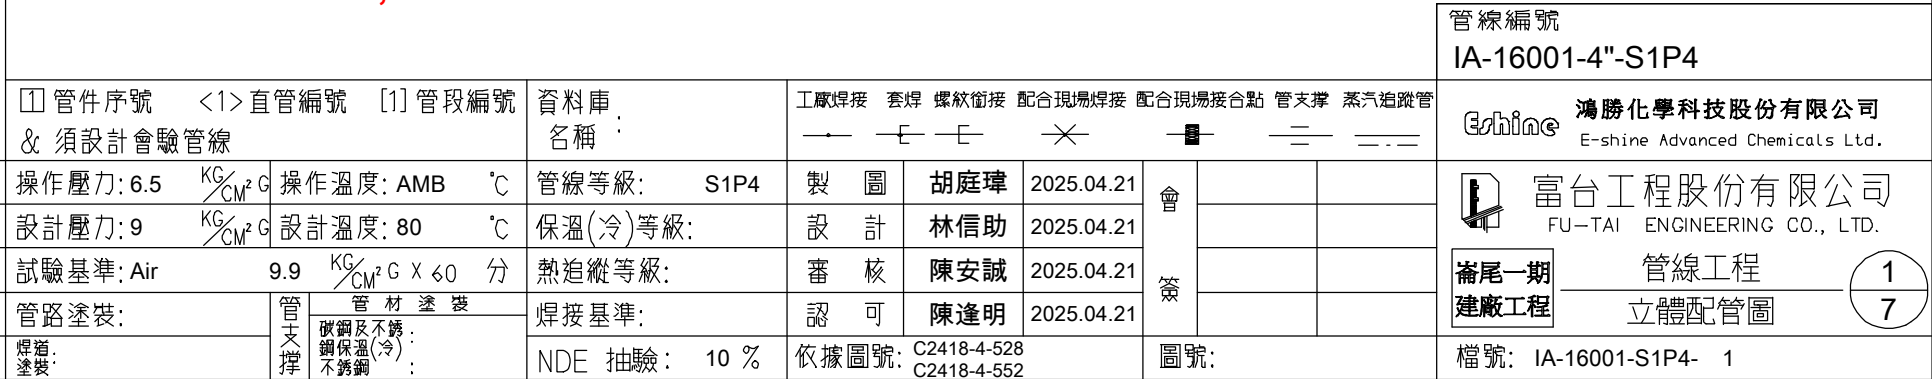 管線編號
IA-16001-4"-S1P4
1 管件序號 <1>直管編號 [1]管段編號
& 須設計會驗管線
資料庫名稱:
工廠焊接 套焊 螺紋銜接 配合現場焊接 配合現場接合點 管支撐 蒸汽追蹤管
Eshine 鴻勝化學科技股份有限公司
E-shine Advanced Chemicals Ltd.
操作壓力: 6.5 KG/CM² G 操作溫度: AMB °C 管線等級: S1P4 製圖 胡庭瑋 2025.04.21 會簽
設計壓力: 9 KG/CM² G 設計溫度: 80 °C 保溫(冷)等級: 設計 林信助 2025.04.21
富台工程股份有限公司
FU-TAI ENGINEERING CO., LTD.
試驗基準: Air 9.9 KG/CM² G X 60 分 熱追縱等級: 審核 陳安誠 2025.04.21
管路塗裝: 管支撐 管材塗裝 焊接基準: 認可 陳逢明 2025.04.21
碳鋼及不銹:
鋼保溫(冷)
不銹鋼:
崙尾一期
建廠工程
管線工程
立體配管圖
1
7
焊道塗裝: NDE 抽驗: 10 % 依據圖號: C2418-4-528
C2418-4-552
圖號:
檔號: IA-16001-S1P4- 1